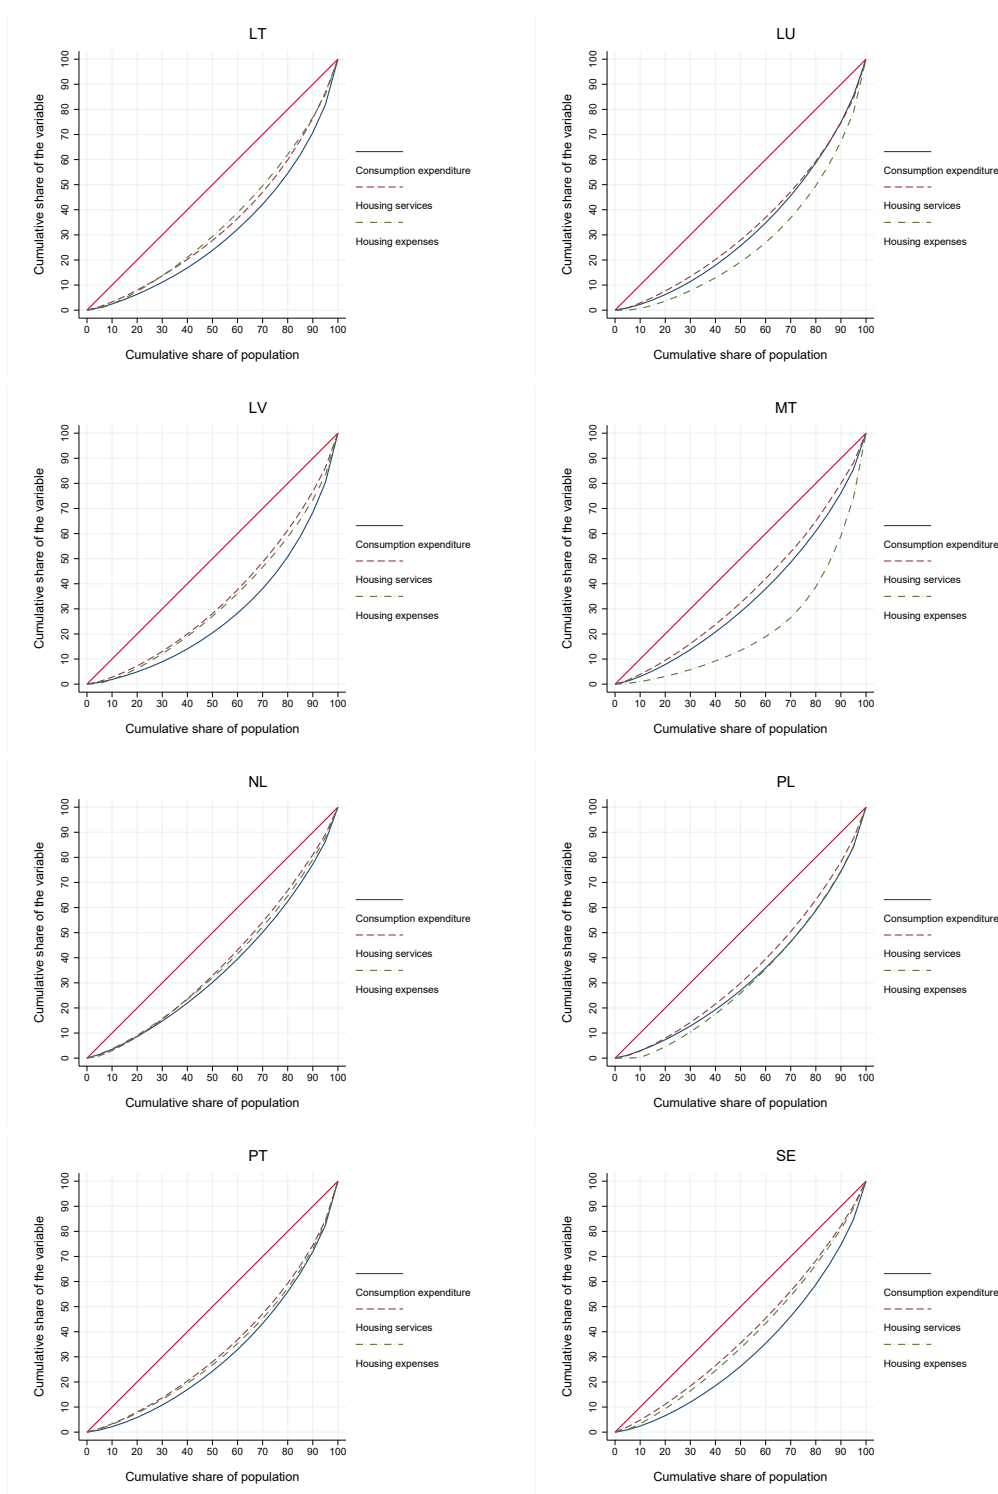 LT
Cumulative share of the variable
100
90
80
70
60
50
40
30
20
10
0
0 10 20 30 40 50 60 70 80 90 100
Cumulative share of population
Consumption expenditure
Housing services
Housing expenses
LU
Cumulative share of the variable
100
90
80
70
60
50
40
30
20
10
0
0 10 20 30 40 50 60 70 80 90 100
Cumulative share of population
Consumption expenditure
Housing services
Housing expenses
LV
Cumulative share of the variable
100
90
80
70
60
50
40
30
20
10
0
0 10 20 30 40 50 60 70 80 90 100
Cumulative share of population
Consumption expenditure
Housing services
Housing expenses
MT
Cumulative share of the variable
100
90
80
70
60
50
40
30
20
10
0
0 10 20 30 40 50 60 70 80 90 100
Cumulative share of population
Consumption expenditure
Housing services
Housing expenses
NL
Cumulative share of the variable
100
90
80
70
60
50
40
30
20
10
0
0 10 20 30 40 50 60 70 80 90 100
Cumulative share of population
Consumption expenditure
Housing services
Housing expenses
PL
Cumulative share of the variable
100
90
80
70
60
50
40
30
20
10
0
0 10 20 30 40 50 60 70 80 90 100
Cumulative share of population
Consumption expenditure
Housing services
Housing expenses
PT
Cumulative share of the variable
100
90
80
70
60
50
40
30
20
10
0
0 10 20 30 40 50 60 70 80 90 100
Cumulative share of population
Consumption expenditure
Housing services
Housing expenses
SE
Cumulative share of the variable
100
90
80
70
60
50
40
30
20
10
0
0 10 20 30 40 50 60 70 80 90 100
Cumulative share of population
Consumption expenditure
Housing services
Housing expenses